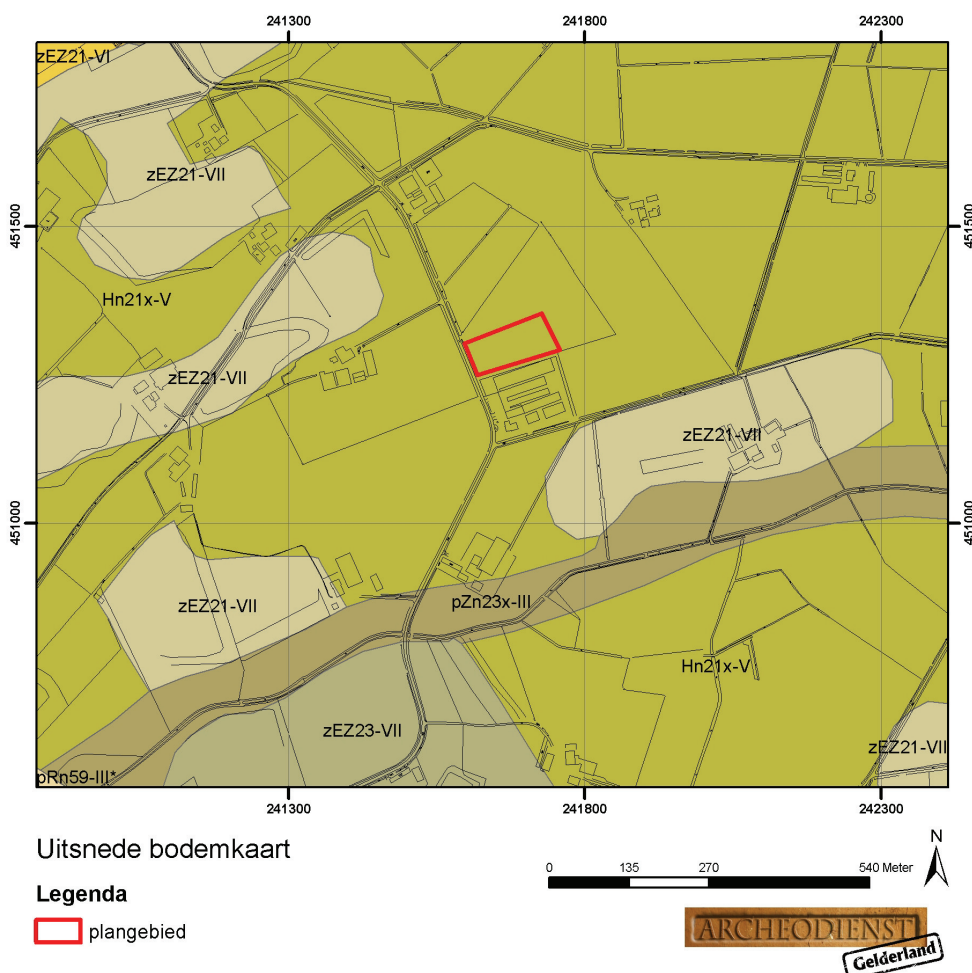 241300 241800 242300
zEZ21-VI
zEZ21-VII
451500 451500
Hn21x-V
zEZ21-VII
zEZ21-VII
451000 451000
zEZ21-VII
pZn23x-III
Hn21x-V
zEZ23-VII
zEZ21-VII
pRn59-III*
241300 241800 242300
Uitsnede bodemkaart
Legenda
plangebied
0 135 270 540 Meter
N
ARCHEODIENST
Gelderland